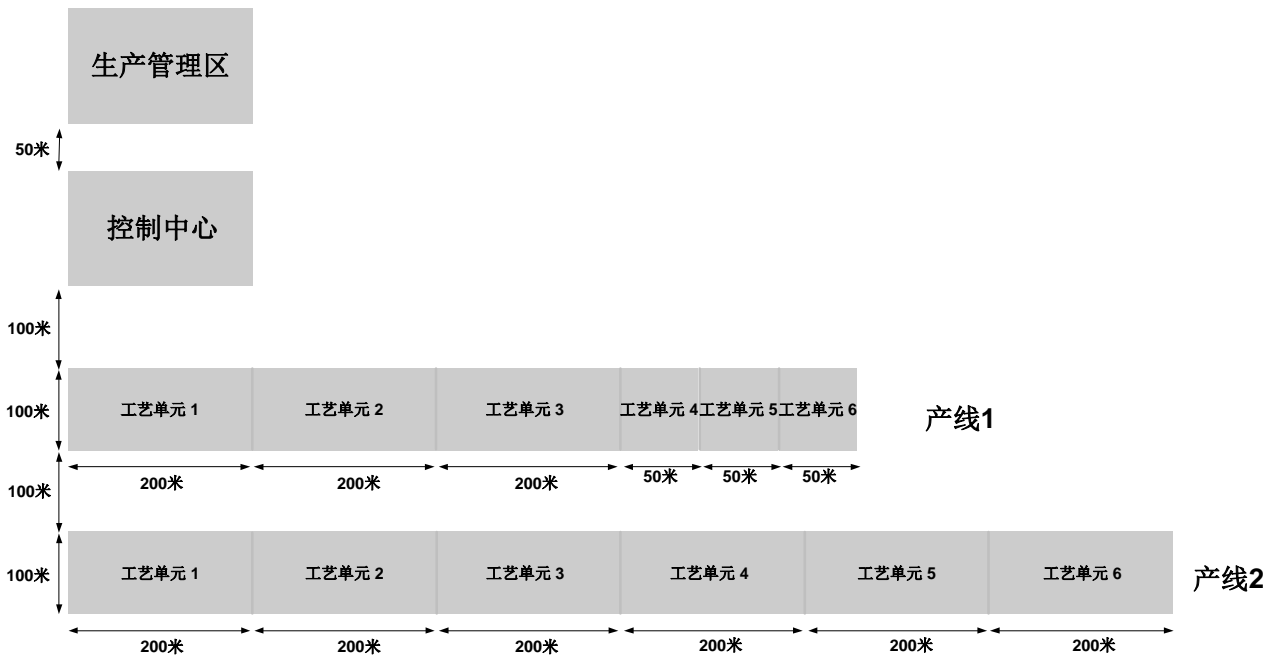 生产管理区
50米
控制中心
100米
100米
工艺单元 1
工艺单元 2
工艺单元 3
工艺单元 4
工艺单元 5
工艺单元 6
产线1
200米
200米
200米
50米
50米
50米
100米
100米
工艺单元 1
工艺单元 2
工艺单元 3
工艺单元 4
工艺单元 5
工艺单元 6
产线2
200米
200米
200米
200米
200米
200米